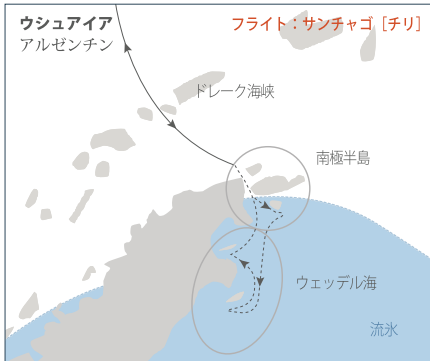 ウシュアイア
アルゼンチン
フライト：サンチャゴ［チリ］
ドレーク海峡
南極半島
ウェッデル海
流氷